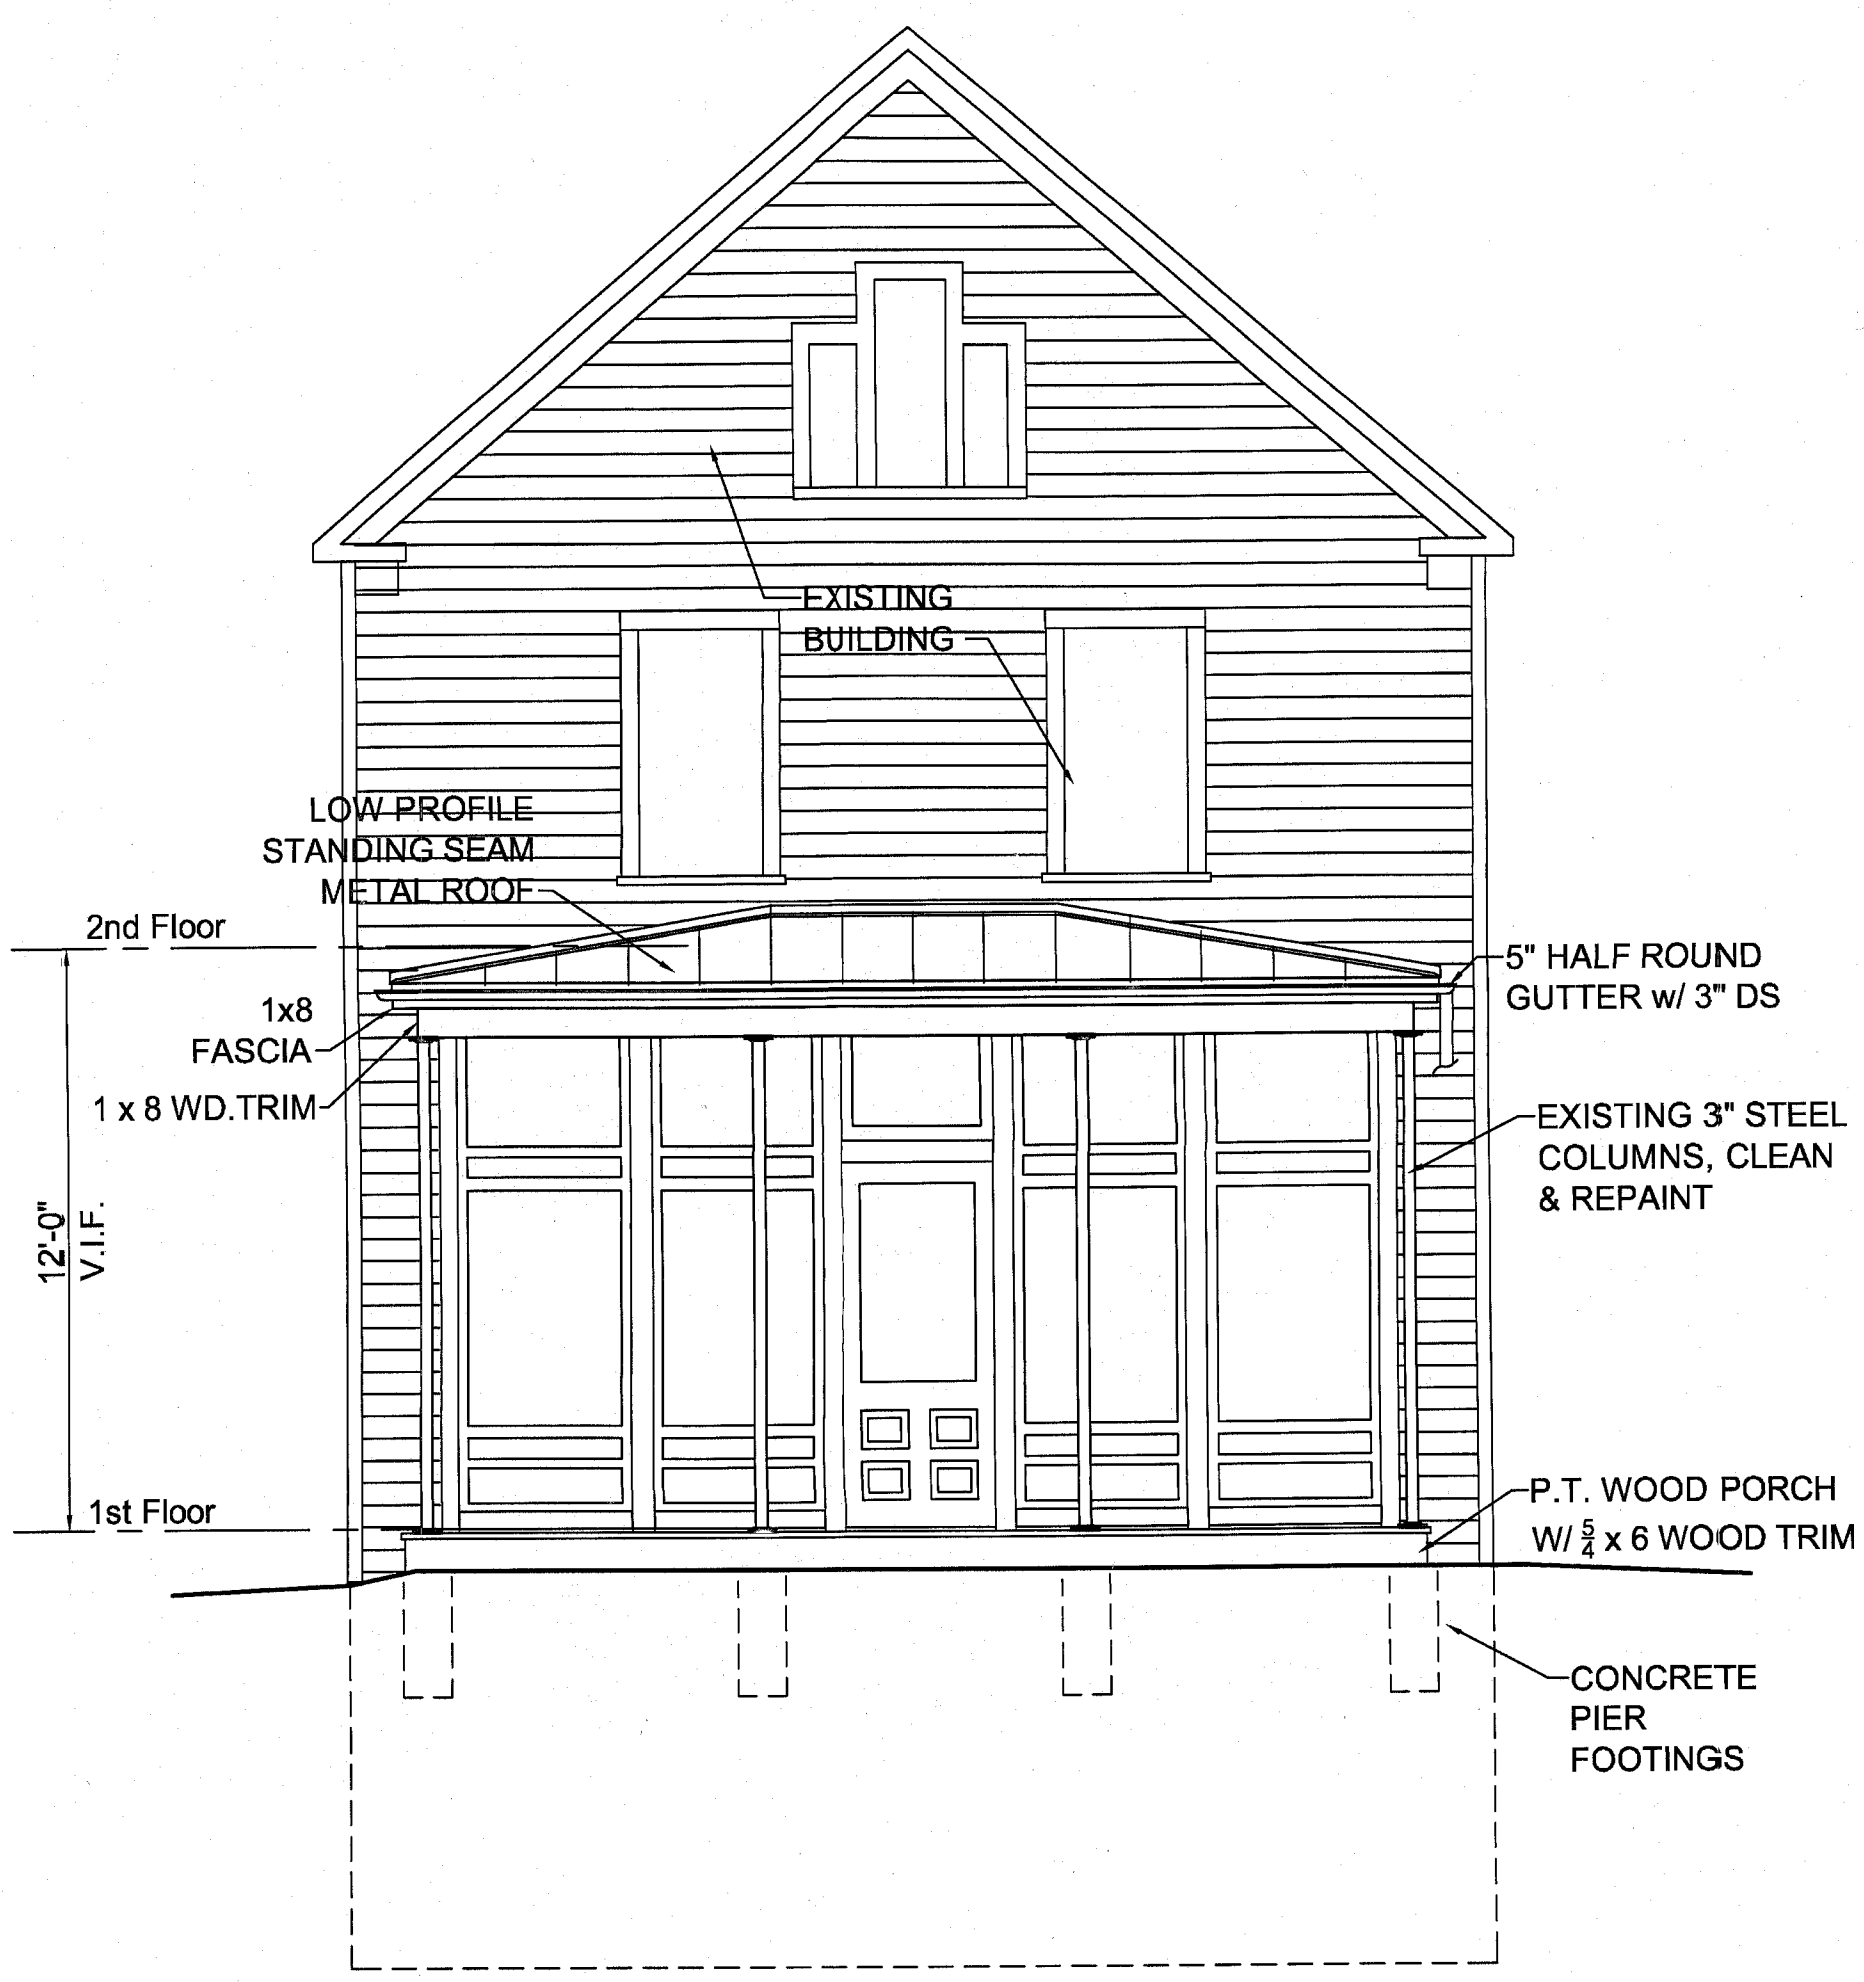 EXISTING
BUILDING
LOW PROFILE
STANDING SEAM
METAL ROOF
2nd Floor
5" HALF ROUND
GUTTER w/ 3" DS
1x8
FASCIA
1 x 8 WD.TRIM
EXISTING 3" STEEL
COLUMNS, CLEAN
& REPAINT
12'-0"
V.I.F.
1st Floor
P.T. WOOD PORCH
W/ 5/4 x 6 WOOD TRIM
CONCRETE
PIER
FOOTINGS